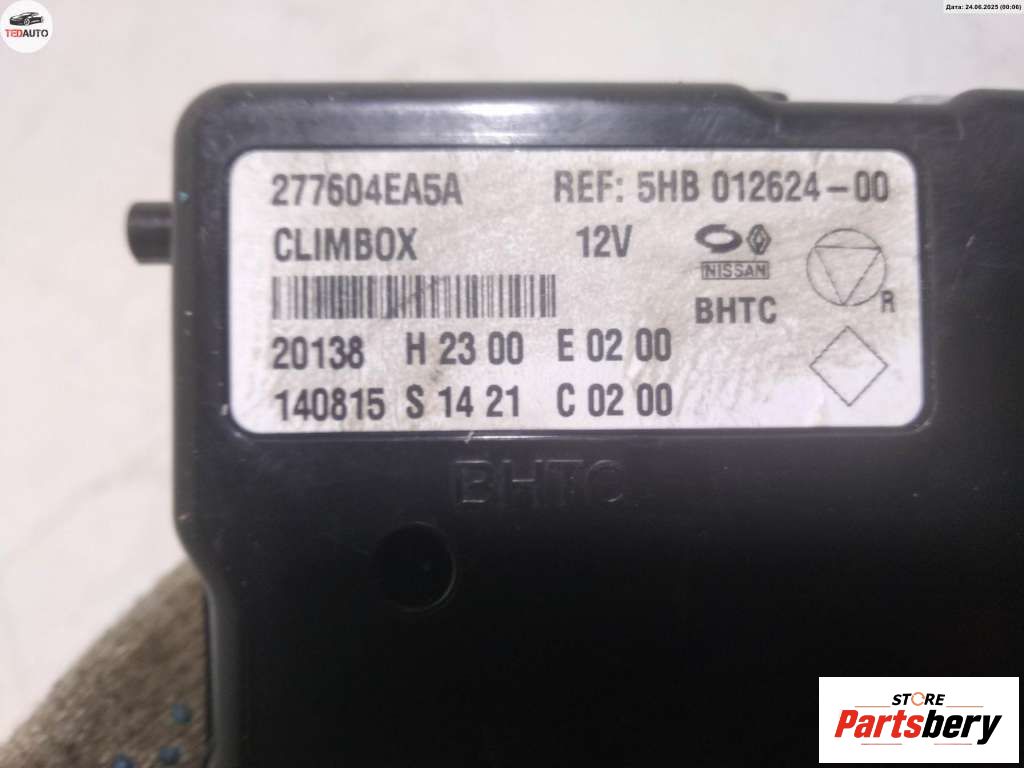 TEDAUTO
Дата: 24.06.2025 (00:06)
277604EA5A REF: 5HB 012624-00
CLIMBOX 12V
NISSAN
BHTC
R
20138 H 23 00 E 02 00
140815 S 14 21 C 02 00
BHTC
STORE
Partsbery